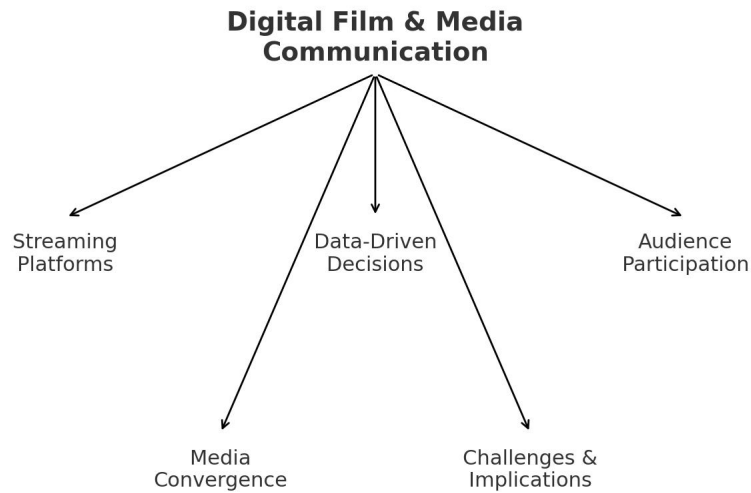 Digital Film & Media
Communication
Streaming
Platforms
Data-Driven
Decisions
Audience
Participation
Media
Convergence
Challenges &
Implications